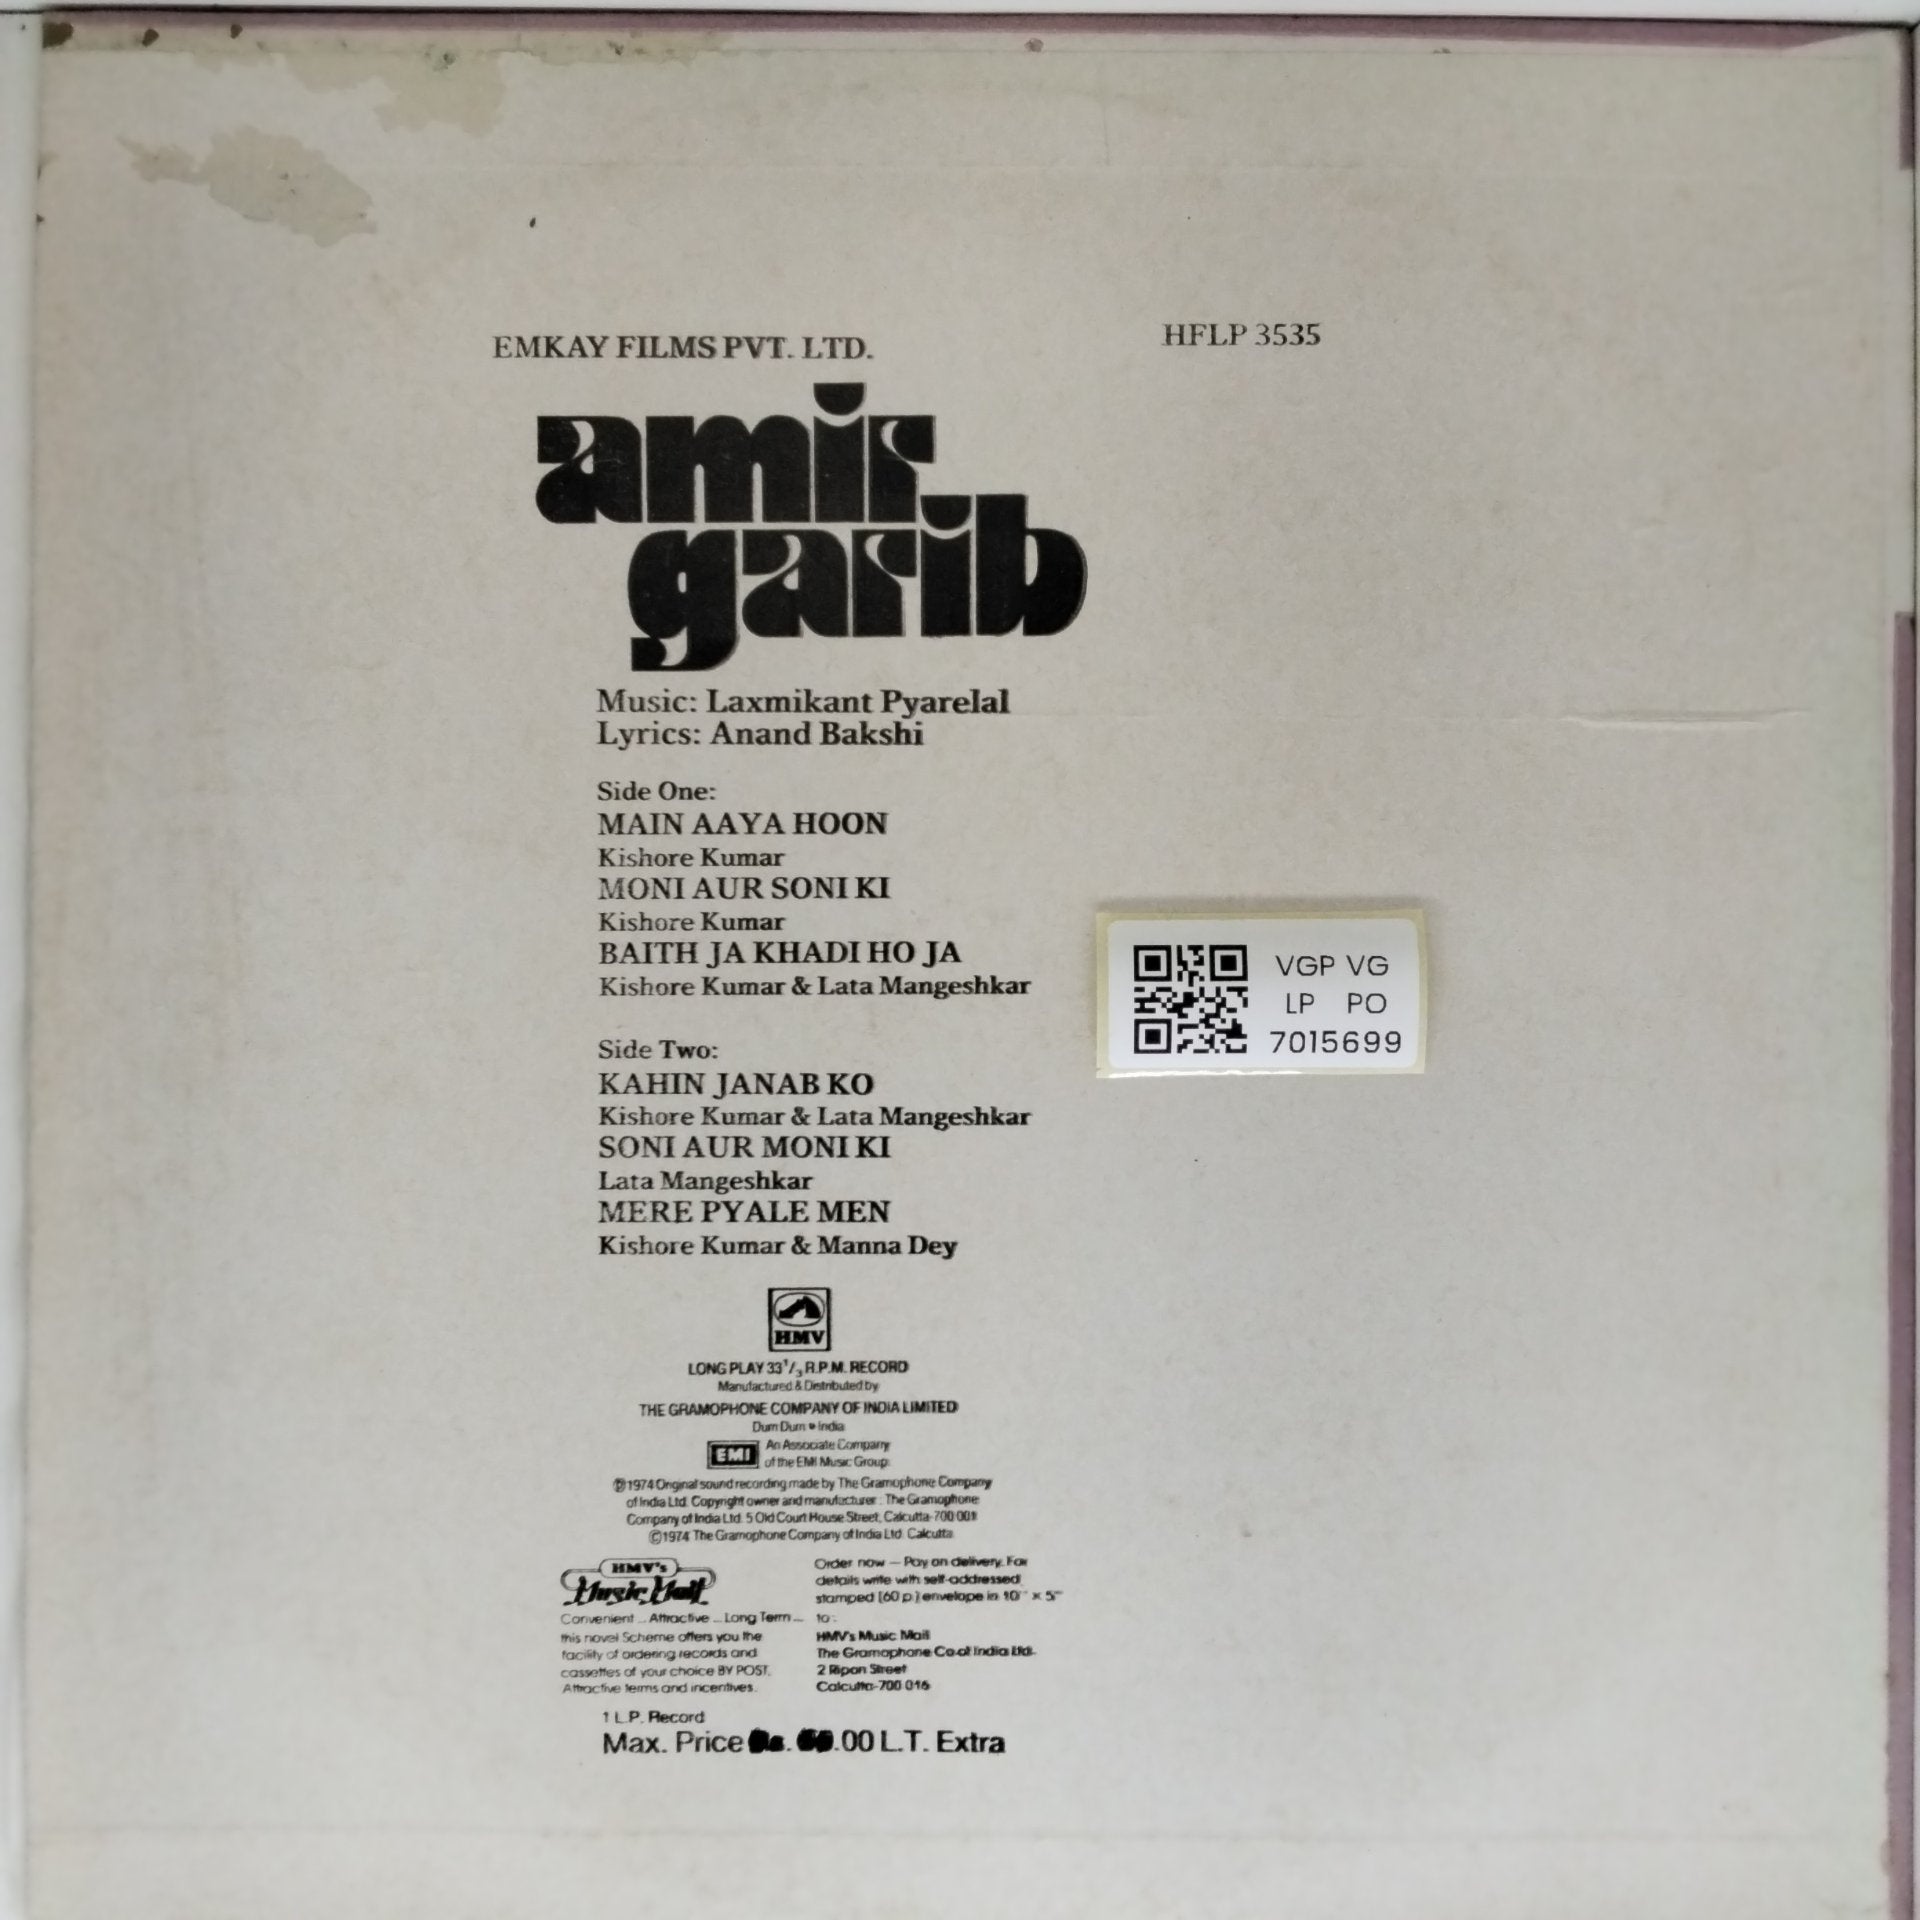 EMKAY FILMS PVT. LTD.
HFLP 3535
amir
garib
Music: Laxmikant Pyarelal
Lyrics: Anand Bakshi
Side One:
MAIN AAYA HOON
Kishore Kumar
MONI AUR SONI KI
Kishore Kumar
BAITH JA KHADI HO JA
Kishore Kumar & Lata Mangeshkar
VGP VG
LP PO
7015699
Side Two:
KAHIN JANAB KO
Kishore Kumar & Lata Mangeshkar
SONI AUR MONI KI
Lata Mangeshkar
MERE PYALE MEN
Kishore Kumar & Manna Dey
HMV
LONG PLAY 33 1/3 R.P.M. RECORD
Manufactured & Distributed by
THE GRAMOPHONE COMPANY OF INDIA LIMITED
Dum Dum • India
EMI
An Associate Company
of the EMI Music Group
℗ 1974 Original sound recording made by The Gramophone Company
of India Ltd. Copyright owner and manufacturer : The Gramophone
Company of India Ltd. 5 Old Court House Street, Calcutta-700 001
© 1974 The Gramophone Company of India Ltd. Calcutta
HMV's
Music Mail
Convenient ... Attractive ... Long Term ...
this novel Scheme offers you the
facility of ordering records and
cassettes of your choice BY POST.
Attractive terms and incentives.
Order now — Pay on delivery. For
details write with self-addressed
stamped (60 p.) envelope in 10" × 5"
to :
HMV's Music Mail
The Gramophone Co of India Ltd.
2 Ripon Street
Calcutta-700 016
1 L.P. Record
Max. Price Rs. .00 L.T. Extra